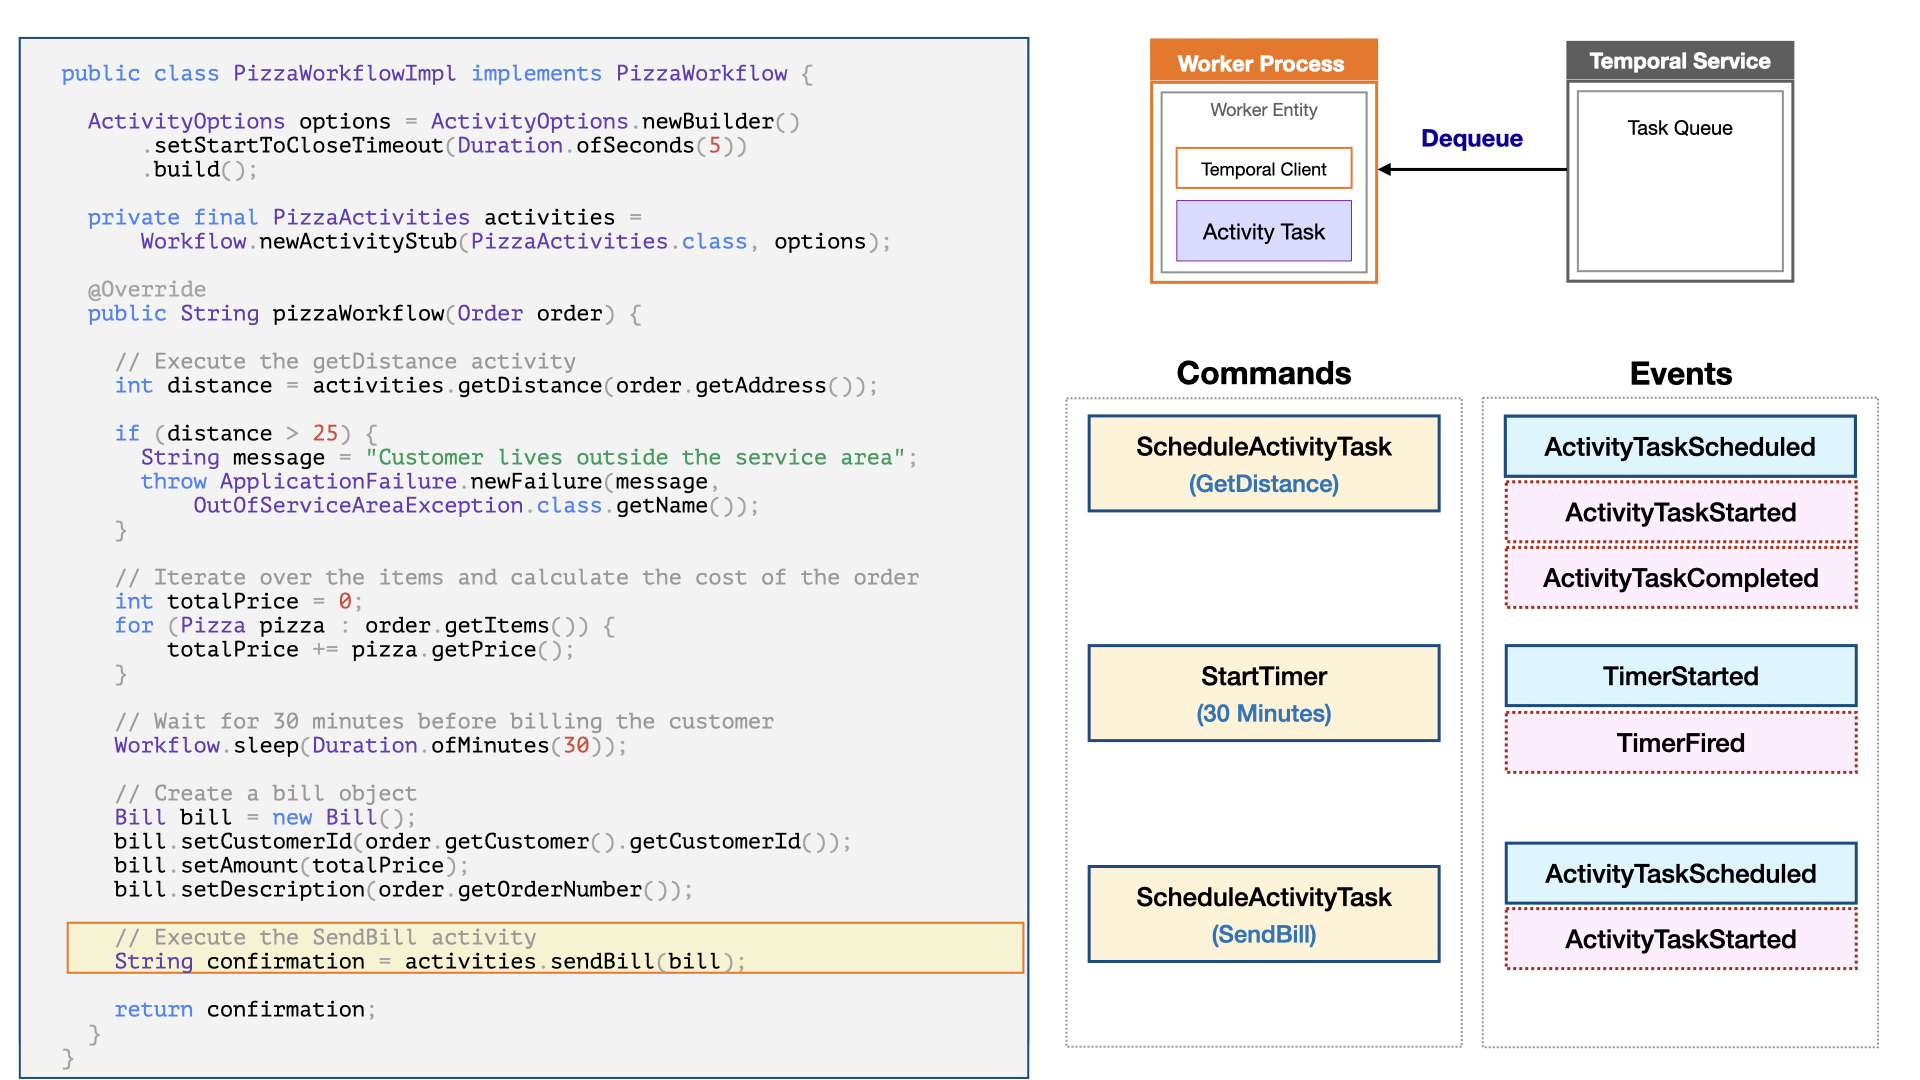 public class PizzaWorkflowImpl implements PizzaWorkflow {
ActivityOptions options = ActivityOptions.newBuilder()
.setStartToCloseTimeout(Duration.ofSeconds(5))
.build();
private final PizzaActivities activities =
Workflow.newActivityStub(PizzaActivities.class, options);
@Override
public String pizzaWorkflow(Order order) {
// Execute the getDistance activity
int distance = activities.getDistance(order.getAddress());
if (distance > 25) {
String message = "Customer lives outside the service area";
throw ApplicationFailure.newFailure(message,
OutOfServiceAreaException.class.getName());
}
// Iterate over the items and calculate the cost of the order
int totalPrice = 0;
for (Pizza pizza : order.getItems()) {
totalPrice += pizza.getPrice();
}
// Wait for 30 minutes before billing the customer
Workflow.sleep(Duration.ofMinutes(30));
// Create a bill object
Bill bill = new Bill();
bill.setCustomerId(order.getCustomer().getCustomerId());
bill.setAmount(totalPrice);
bill.setDescription(order.getOrderNumber());
// Execute the SendBill activity
String confirmation = activities.sendBill(bill);
return confirmation;
}
}
Worker Process
Worker Entity
Temporal Client
Activity Task
Dequeue
Temporal Service
Task Queue
Commands
ScheduleActivityTask
(GetDistance)
StartTimer
(30 Minutes)
ScheduleActivityTask
(SendBill)
Events
ActivityTaskScheduled
ActivityTaskStarted
ActivityTaskCompleted
TimerStarted
TimerFired
ActivityTaskScheduled
ActivityTaskStarted